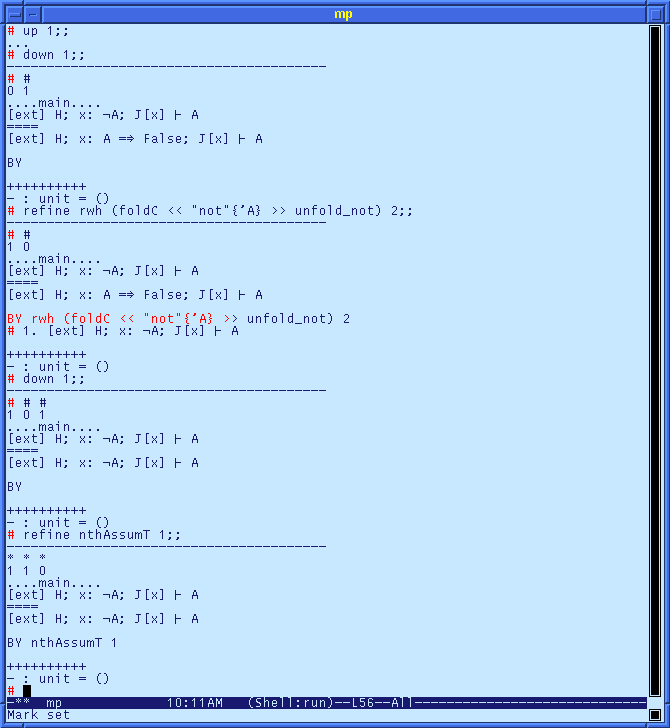 mp
# up 1;;
...
# down 1;;
----------------------------------------
# #
0 1
....main....
[ext] H; x: ¬A; J[x] ⊢ A
====
[ext] H; x: A => False; J[x] ⊢ A
BY
++++++++++
- : unit = ()
# refine rwh (foldC << "not"{'A} >> unfold_not) 2;;
----------------------------------------
# #
1 0
....main....
[ext] H; x: ¬A; J[x] ⊢ A
====
[ext] H; x: A => False; J[x] ⊢ A
BY rwh (foldC << "not"{'A} >> unfold_not) 2
# 1. [ext] H; x: ¬A; J[x] ⊢ A
++++++++++
- : unit = ()
# down 1;;
----------------------------------------
# # #
1 0 1
....main....
[ext] H; x: ¬A; J[x] ⊢ A
====
[ext] H; x: ¬A; J[x] ⊢ A
BY
++++++++++
- : unit = ()
# refine nthAssumT 1;;
----------------------------------------
* * *
1 1 0
....main....
[ext] H; x: ¬A; J[x] ⊢ A
====
[ext] H; x: ¬A; J[x] ⊢ A
BY nthAssumT 1
++++++++++
- : unit = ()
#
-** mp 10:11AM (Shell:run)--L56--All------------------------------
Mark set